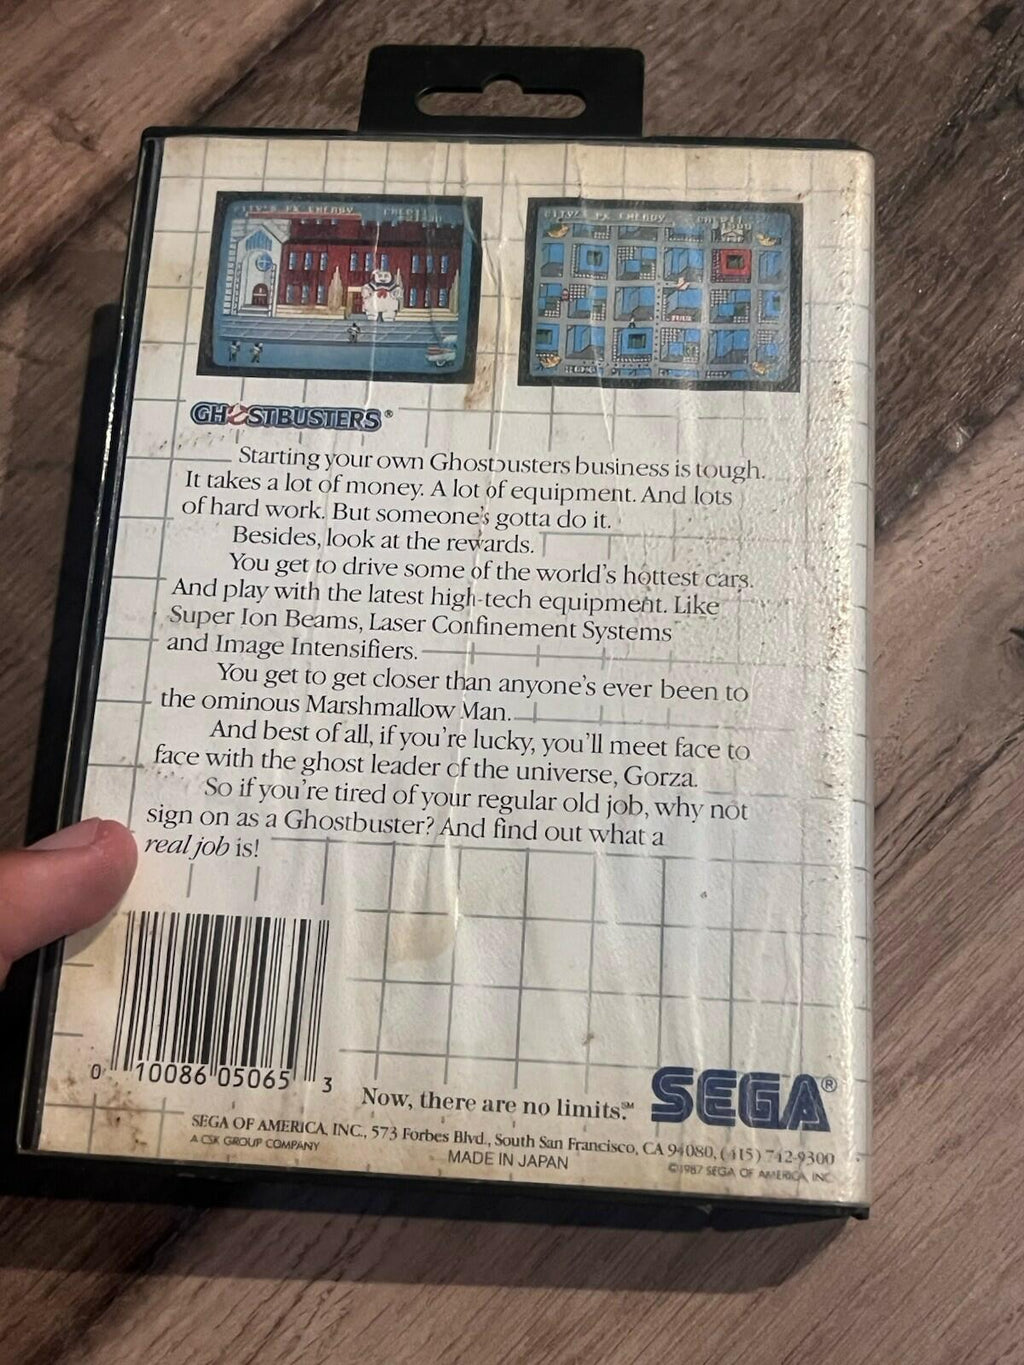 CITY'S PK ENERGY
CITY'S PK ENERGY
GHOSTBUSTERS®
Starting your own Ghostbusters business is tough.
It takes a lot of money. A lot of equipment. And lots
of hard work. But someone's gotta do it.
Besides, look at the rewards.
You get to drive some of the world's hottest cars.
And play with the latest high-tech equipment. Like
Super Ion Beams, Laser Confinement Systems
and Image Intensifiers.
You get to get closer than anyone's ever been to
the ominous Marshmallow Man.
And best of all, if you're lucky, you'll meet face to
face with the ghost leader of the universe, Gorza.
So if you're tired of your regular old job, why not
sign on as a Ghostbuster? And find out what a
real job is!
0 10086 05065 3
Now, there are no limits.℠
SEGA®
SEGA OF AMERICA, INC., 573 Forbes Blvd., South San Francisco, CA 94080, (415) 742-9300
A CSK GROUP COMPANY
MADE IN JAPAN
©1987 SEGA OF AMERICA, INC.